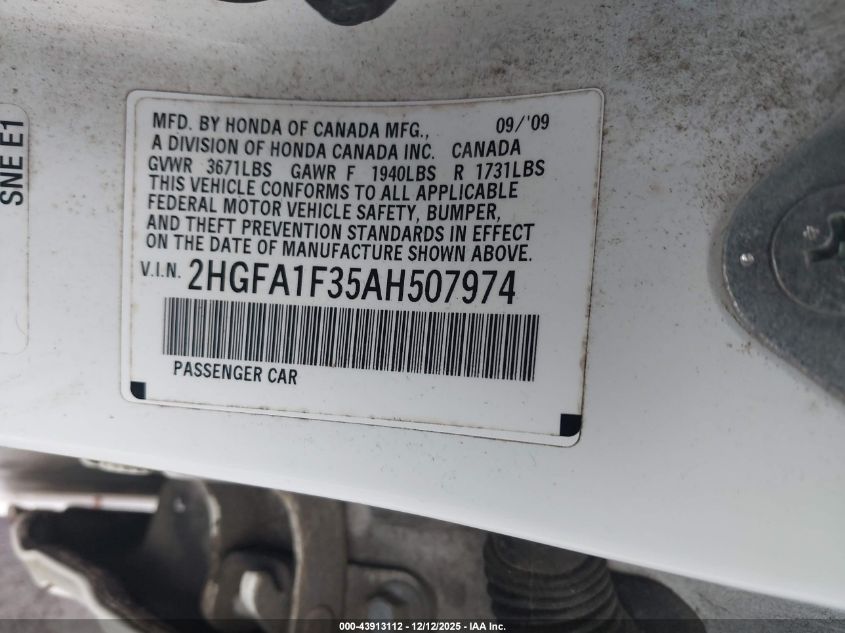 SNE E1
MFD. BY HONDA OF CANADA MFG., 09/'09
A DIVISION OF HONDA CANADA INC. CANADA
GVWR 3671LBS GAWR F 1940LBS R 1731LBS
THIS VEHICLE CONFORMS TO ALL APPLICABLE
FEDERAL MOTOR VEHICLE SAFETY, BUMPER,
AND THEFT PREVENTION STANDARDS IN EFFECT
ON THE DATE OF MANUFACTURE SHOWN ABOVE.
V.I.N. 2HGFA1F35AH507974
PASSENGER CAR
000-43913112 - 12/12/2025 - IAA Inc.